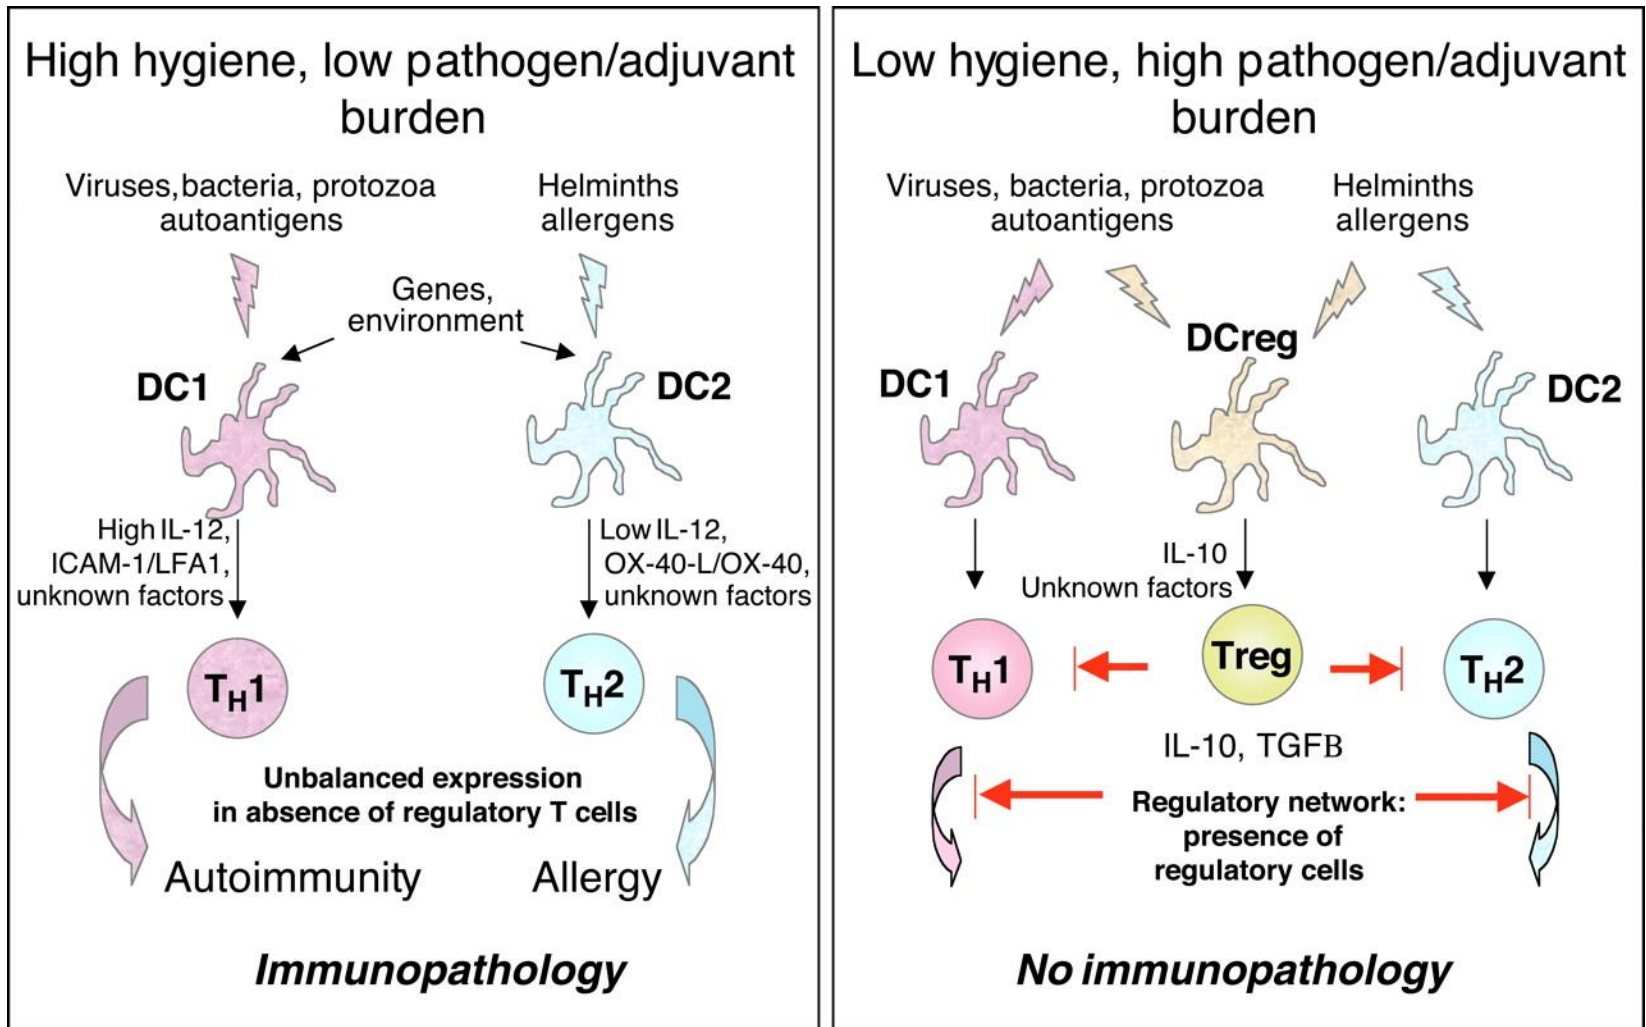 High hygiene, low pathogen/adjuvant
burden
Viruses, bacteria, protozoa
autoantigens
Helminths
allergens
Genes,
environment
DC1
DC2
High IL-12,
ICAM-1/LFA1,
unknown factors
Low IL-12,
OX-40-L/OX-40,
unknown factors
TH1
TH2
Unbalanced expression
in absence of regulatory T cells
Autoimmunity
Allergy
Immunopathology
Low hygiene, high pathogen/adjuvant
burden
Viruses, bacteria, protozoa
autoantigens
Helminths
allergens
DCreg
DC1
DC2
IL-10
Unknown factors
TH1
Treg
TH2
IL-10, TGFB
Regulatory network:
presence of
regulatory cells
No immunopathology